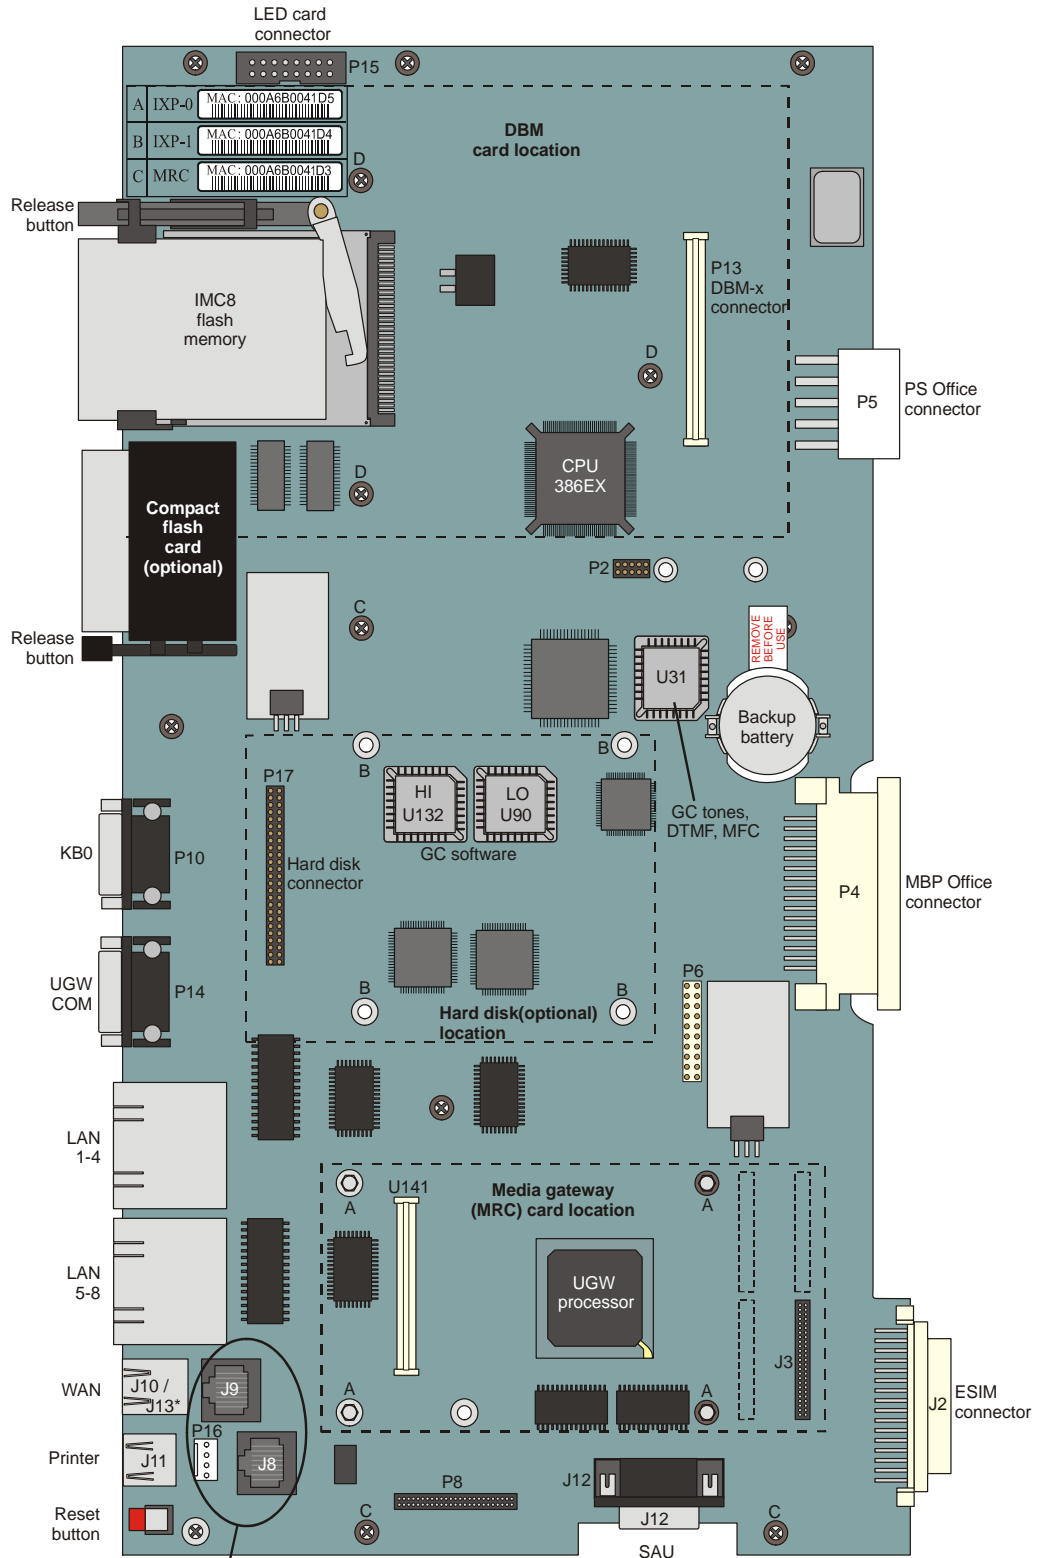 LED card
connector
P15
A IXP-0 MAC: 000A6B0041D5
B IXP-1 MAC: 000A6B0041D4
C MRC MAC: 000A6B0041D3
DBM
card location
D
Release
button
IMC8
flash
memory
P13
DBM-x
connector
D
P5
PS Office
connector
CPU
386EX
D
Compact
flash
card
(optional)
P2
C
Release
button
REMOVE
BEFORE
USE
U31
Backup
battery
B
B
P17
HI
U132
LO
U90
GC tones,
DTMF, MFC
GC software
KB0
P10
Hard disk
connector
P4
MBP Office
connector
UGW
COM
P14
P6
B
B
Hard disk(optional)
location
LAN
1-4
U141
Media gateway
(MRC) card location
A
A
LAN
5-8
UGW
processor
J3
WAN
J10 /
J13*
J9
A
A
J2
ESIM
connector
P16
Printer
J11
J8
J12
P8
Reset
button
C
J12
C
SAU